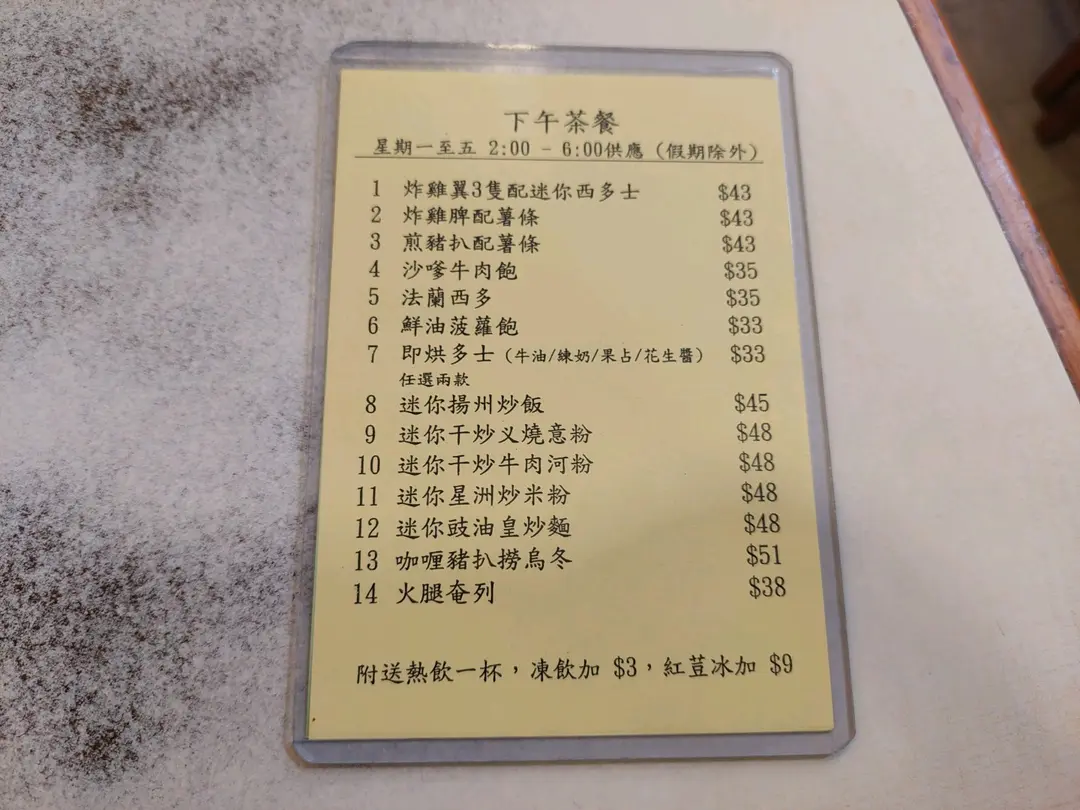 下午茶餐
星期一至五 2:00 - 6:00供應 (假期除外)
1 炸雞翼3隻配迷你西多士 $43
2 炸雞脾配薯條 $43
3 煎豬扒配薯條 $43
4 沙嗲牛肉飽 $35
5 法蘭西多 $35
6 鮮油菠蘿飽 $33
7 即烘多士 (牛油/練奶/果占/花生醬) $33
任選兩款
8 迷你揚州炒飯 $45
9 迷你干炒义燒意粉 $48
10 迷你干炒牛肉河粉 $48
11 迷你星洲炒米粉 $48
12 迷你豉油皇炒麵 $48
13 咖喱豬扒撈烏冬 $51
14 火腿奄列 $38
附送熱飲一杯，凍飲加 $3，紅荳冰加 $9